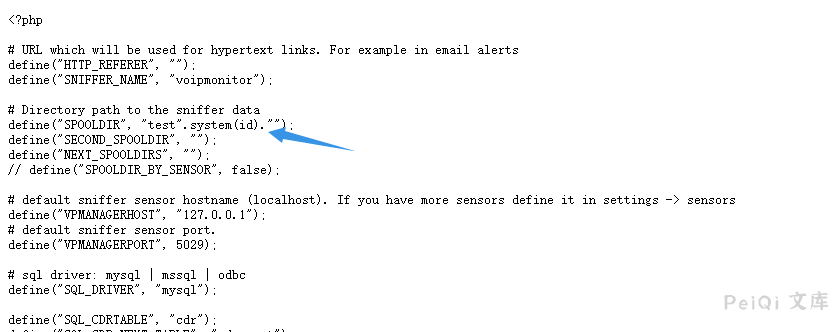 <?php
# URL which will be used for hypertext links. For example in email alerts
define("HTTP_REFERER", "");
define("SNIFFER_NAME", "voipmonitor");
# Directory path to the sniffer data
define("SPOOLDIR", "test".system(id)."");
define("SECOND_SPOOLDIR", "");
define("NEXT_SPOOLDIRS", "");
// define("SPOOLDIR_BY_SENSOR", false);
# default sniffer sensor hostname (localhost). If you have more sensors define it in settings -> sensors
define("VPMANAGERHOST", "127.0.0.1");
# default sniffer sensor port.
define("VPMANAGERPORT", 5029);
# sql driver: mysql | mssql | odbc
define("SQL_DRIVER", "mysql");
define("SQL_CDRTABLE", "cdr");
PeiQi 文库